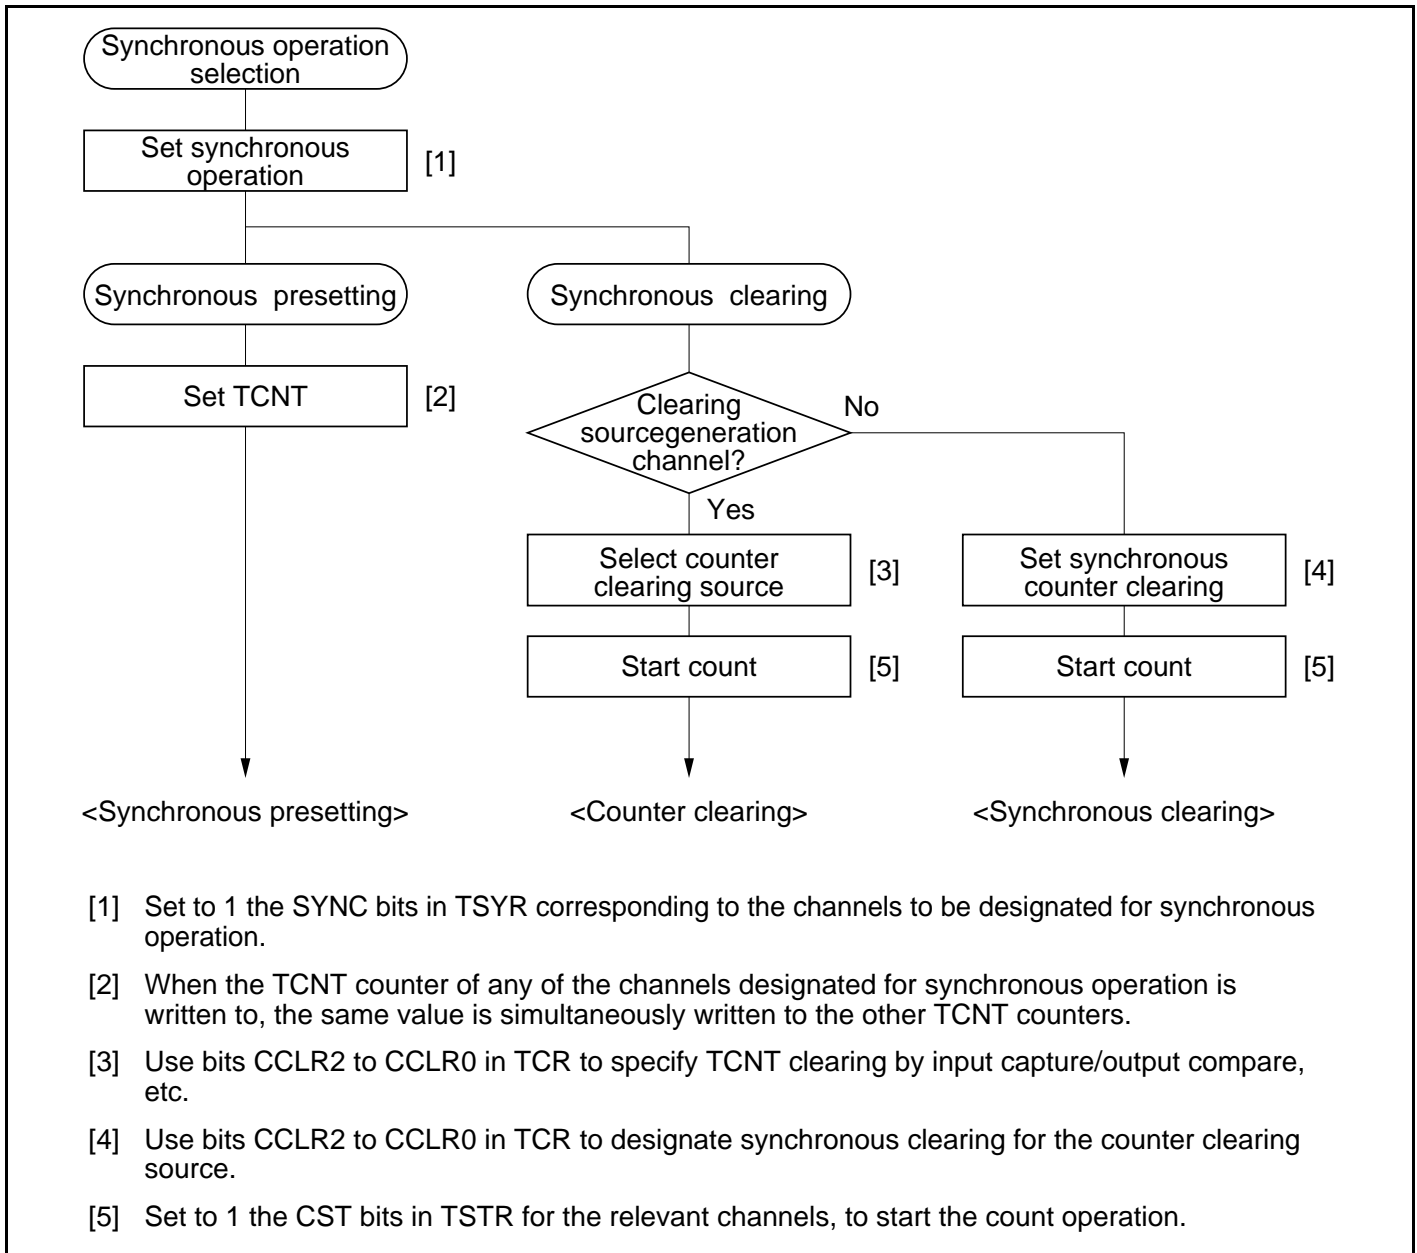 Synchronous operation
selection
Set synchronous
operation
[1]
Synchronous presetting
Synchronous clearing
Set TCNT
[2]
Clearing
sourcegeneration
channel?
No
Yes
Select counter
clearing source
[3]
Set synchronous
counter clearing
[4]
Start count
[5]
Start count
[5]
<Synchronous presetting>
<Counter clearing>
<Synchronous clearing>
[1] Set to 1 the SYNC bits in TSYR corresponding to the channels to be designated for synchronous
operation.
[2] When the TCNT counter of any of the channels designated for synchronous operation is
written to, the same value is simultaneously written to the other TCNT counters.
[3] Use bits CCLR2 to CCLR0 in TCR to specify TCNT clearing by input capture/output compare,
etc.
[4] Use bits CCLR2 to CCLR0 in TCR to designate synchronous clearing for the counter clearing
source.
[5] Set to 1 the CST bits in TSTR for the relevant channels, to start the count operation.